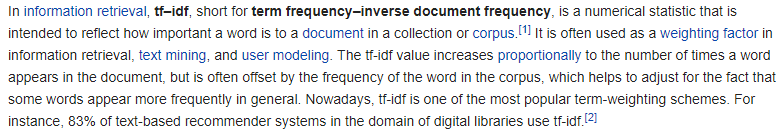 In information retrieval, tf–idf, short for term frequency–inverse document frequency, is a numerical statistic that is
intended to reflect how important a word is to a document in a collection or corpus.[1] It is often used as a weighting factor in
information retrieval, text mining, and user modeling. The tf-idf value increases proportionally to the number of times a word
appears in the document, but is often offset by the frequency of the word in the corpus, which helps to adjust for the fact that
some words appear more frequently in general. Nowadays, tf-idf is one of the most popular term-weighting schemes. For
instance, 83% of text-based recommender systems in the domain of digital libraries use tf-idf.[2]